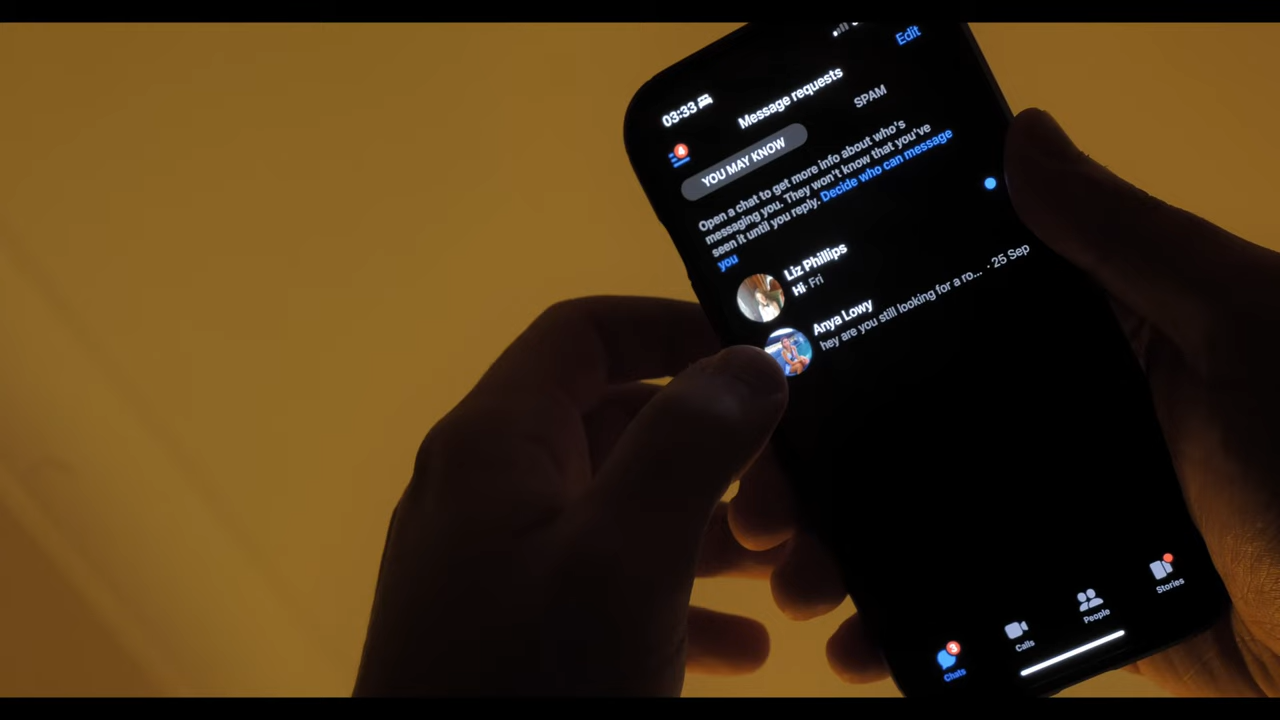 03:33
Edit
Message requests
4
YOU MAY KNOW
SPAM
Open a chat to get more info about who's
messaging you. They won't know that you've
seen it until you reply. Decide who can message
you
Liz Phillips
Hi · Fri
Anya Lowy
hey are you still looking for a ro... · 25 Sep
3
Chats
Calls
People
Stories